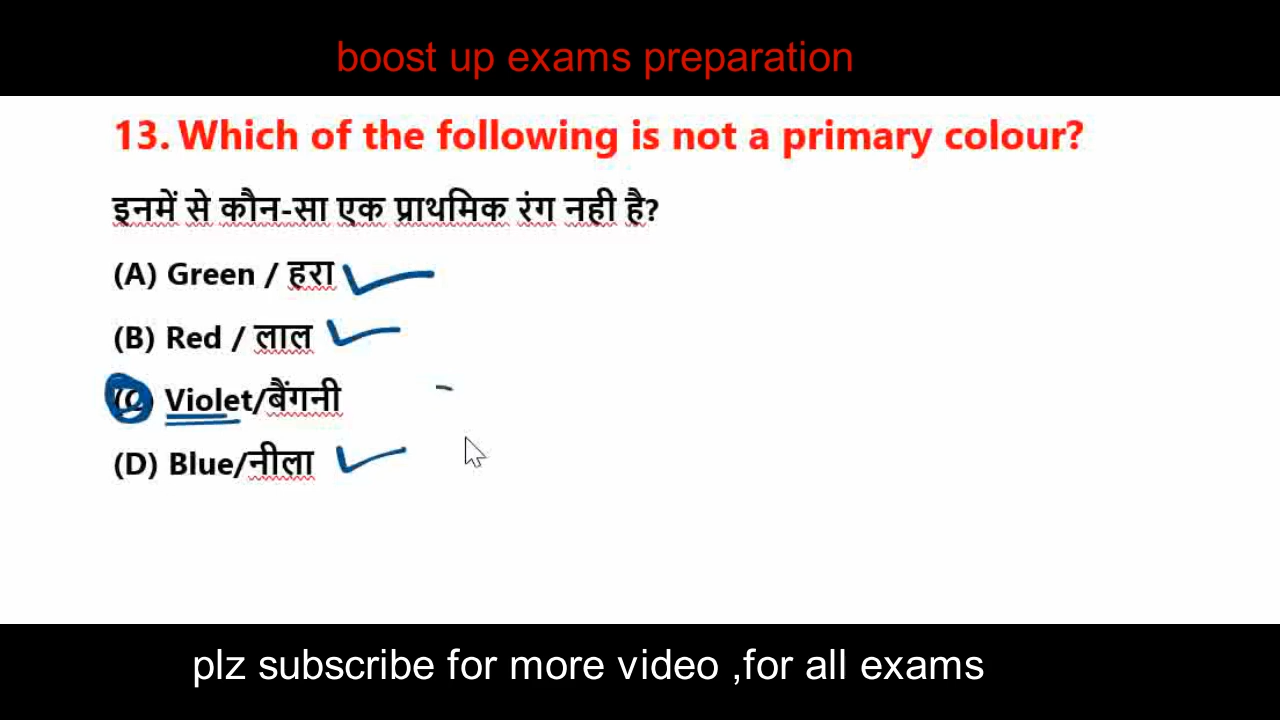 boost up exams preparation
13. Which of the following is not a primary colour?
इनमें से कौन-सा एक प्राथमिक रंग नही है?
(A) Green / हरा
(B) Red / लाल
(C) Violet/बैंगनी
(D) Blue/नीला
plz subscribe for more video ,for all exams